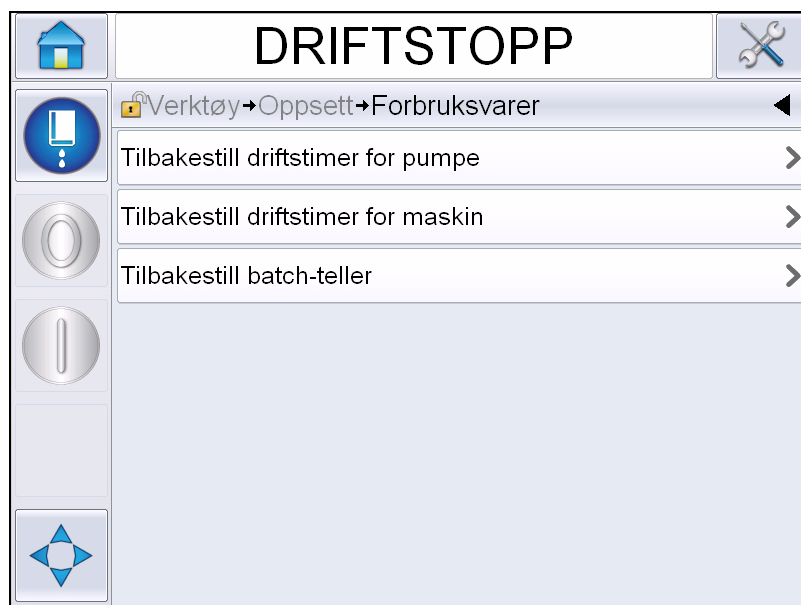 DRIFTSTOPP
Verktøy→Oppsett→Forbruksvarer
Tilbakestill driftstimer for pumpe
Tilbakestill driftstimer for maskin
Tilbakestill batch-teller